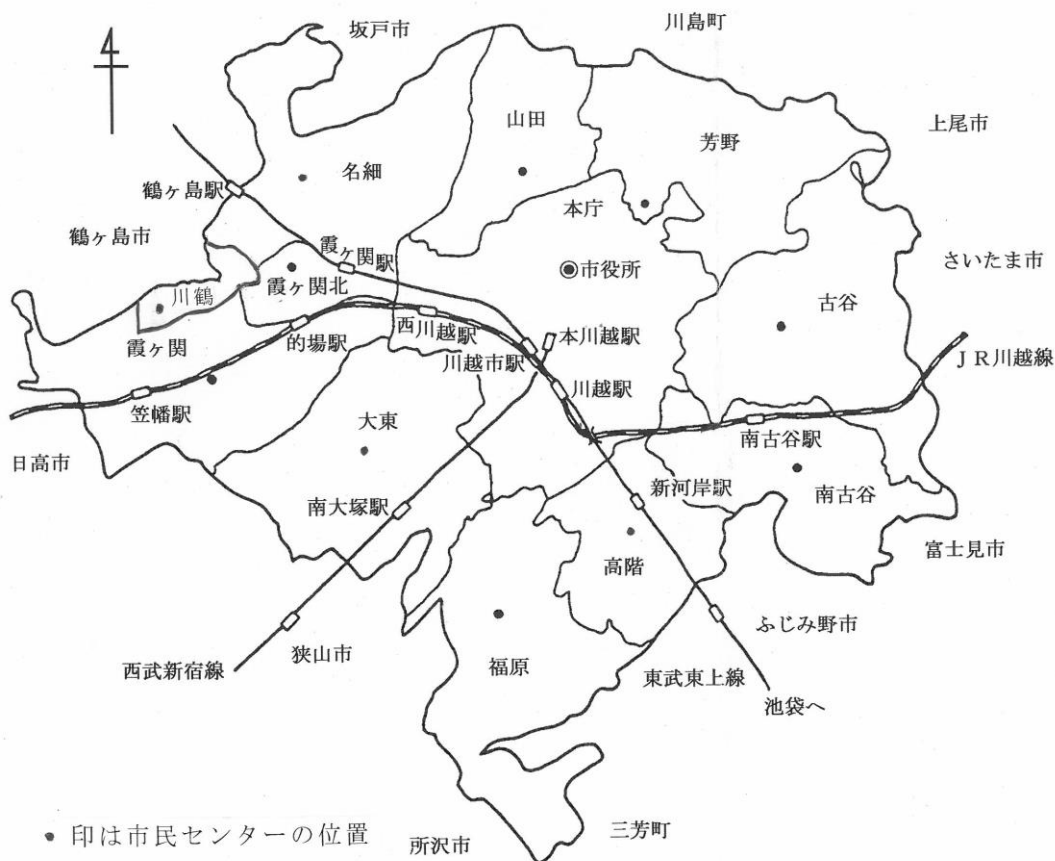 坂戸市
川島町
山田
上尾市
芳野
名細
鶴ヶ島駅
本庁
鶴ヶ島市
霞ヶ関駅
◎市役所
さいたま市
霞ヶ関北
川鶴
古谷
西川越駅
本川越駅
的場駅
霞ヶ関
川越市駅
JR川越線
川越駅
笠幡駅
大東
南古谷駅
日高市
新河岸駅
南古谷
南大塚駅
富士見市
高階
ふじみ野市
狭山市
西武新宿線
福原
東武東上線
池袋へ
三芳町
• 印は市民センターの位置
所沢市